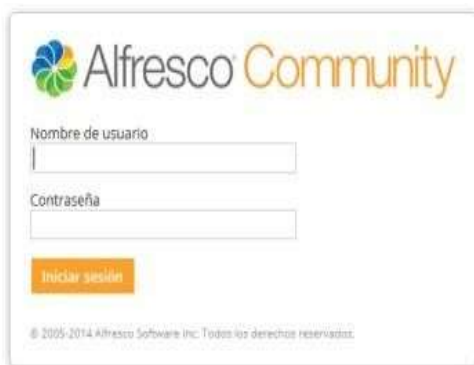 Alfresco Community
Nombre de usuario
Contraseña
Iniciar sesión
© 2005-2014 Alfresco Software Inc. Todos los derechos reservados.